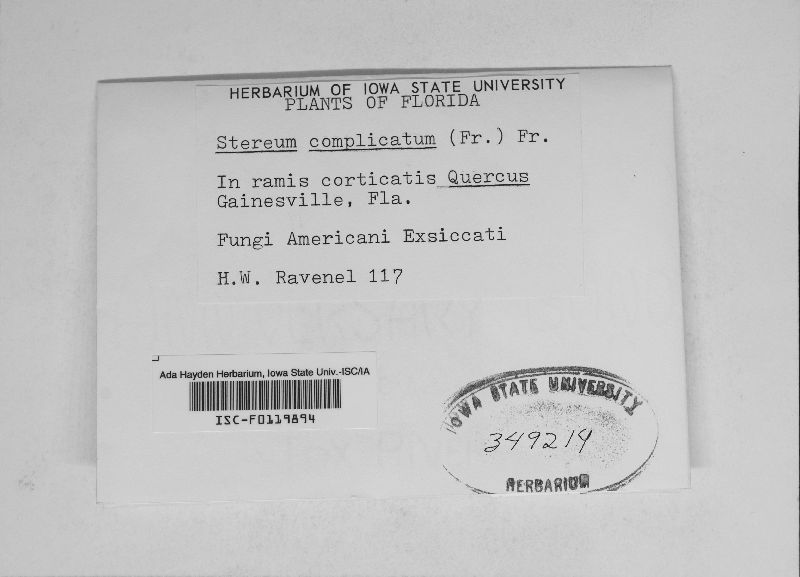 HERBARIUM OF IOWA STATE UNIVERSITY
PLANTS OF FLORIDA
Stereum complicatum (Fr.) Fr.
In ramis corticatis Quercus
Gainesville, Fla.
Fungi Americani Exsiccati
H.W. Ravenel 117
Ada Hayden Herbarium, Iowa State Univ.-ISC/IA
ISC-F0119894
IOWA STATE UNIVERSITY
349214
HERBARIUM